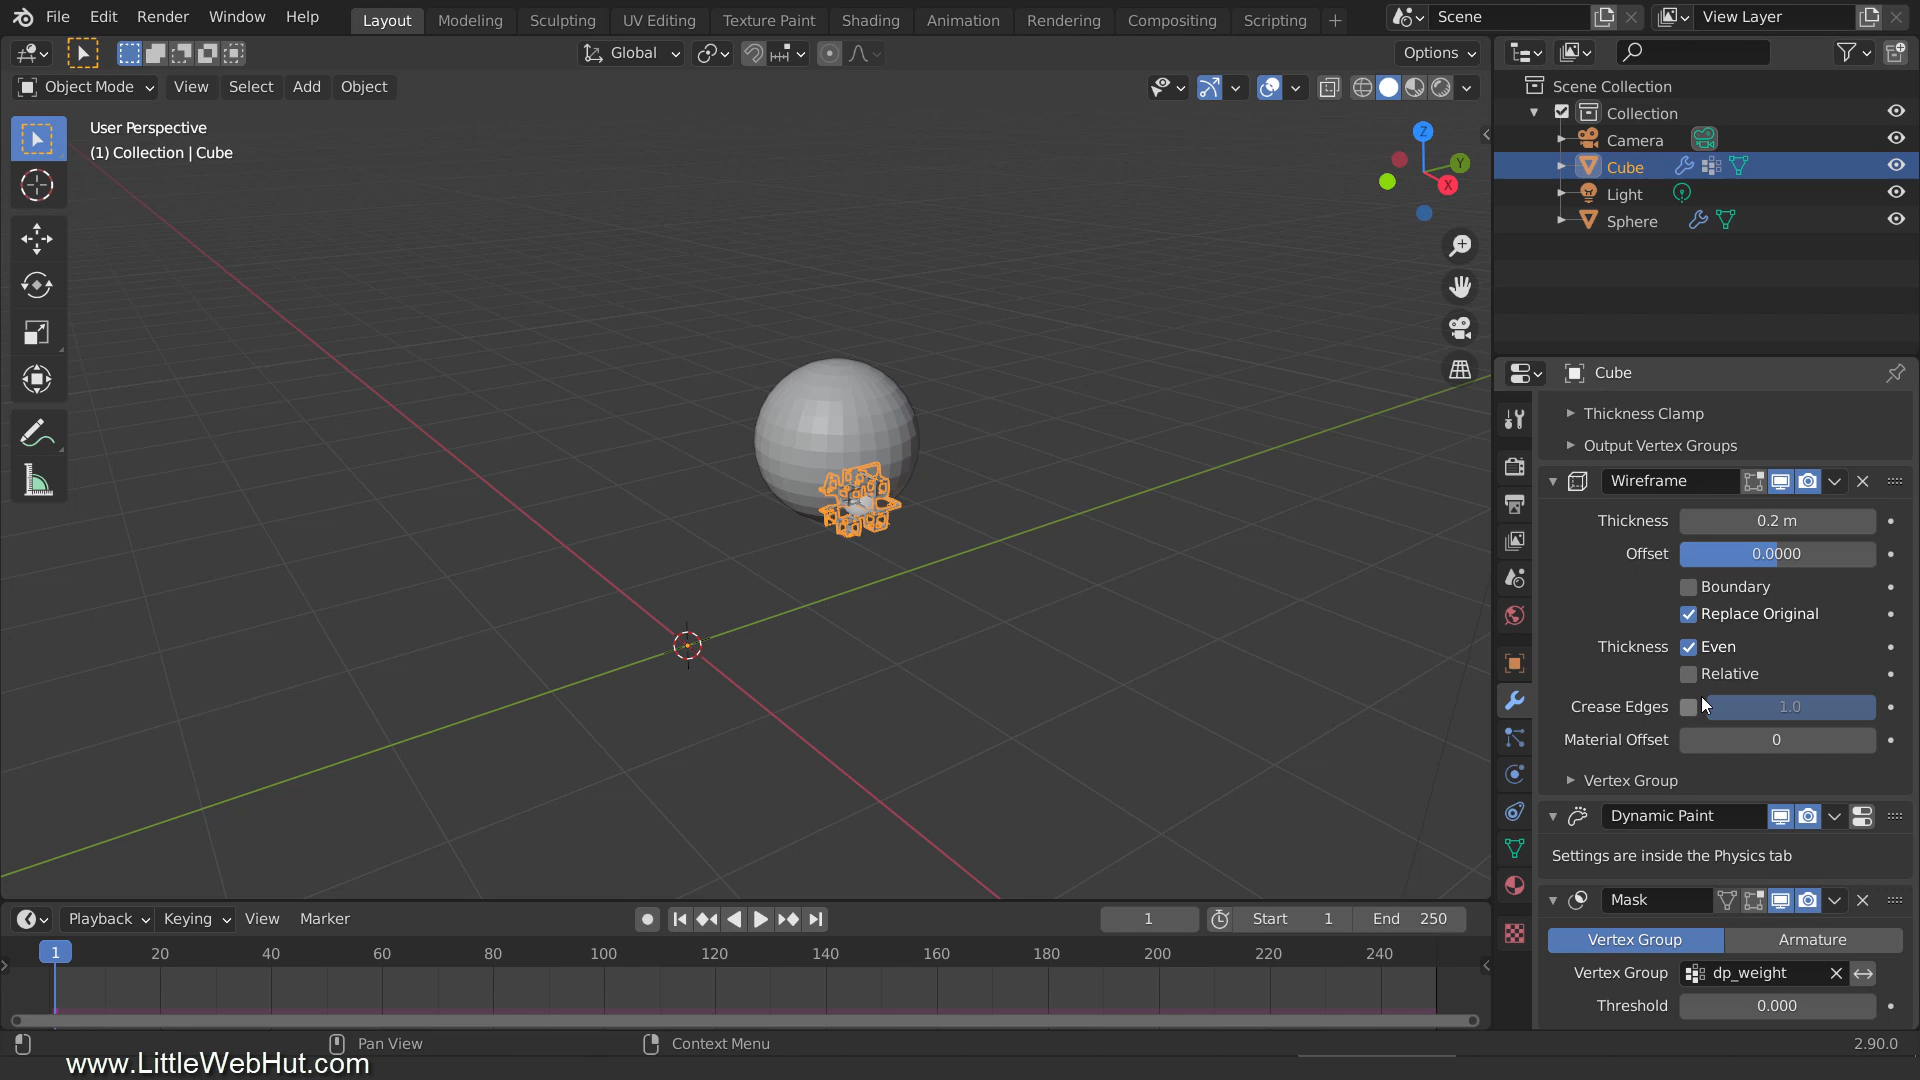 File Edit Render Window Help Layout Modeling Sculpting UV Editing Texture Paint Shading Animation Rendering Compositing Scripting + Scene View Layer
Global Options
Object Mode View Select Add Object
User Perspective
(1) Collection | Cube
Z
Y
X
Scene Collection
Collection
Camera
Cube
Light
Sphere
Cube
Thickness Clamp
Output Vertex Groups
Wireframe
Thickness 0.2 m
Offset 0.0000
Boundary
Replace Original
Thickness Even
Relative
Crease Edges 1.0
Material Offset 0
Vertex Group
Dynamic Paint
Settings are inside the Physics tab
Mask
Vertex Group Armature
Vertex Group dp_weight
Threshold 0.000
Playback Keying View Marker 1 Start 1 End 250
1 20 40 60 80 100 120 140 160 180 200 220 240
Pan View Context Menu 2.90.0
www.LittleWebHut.com